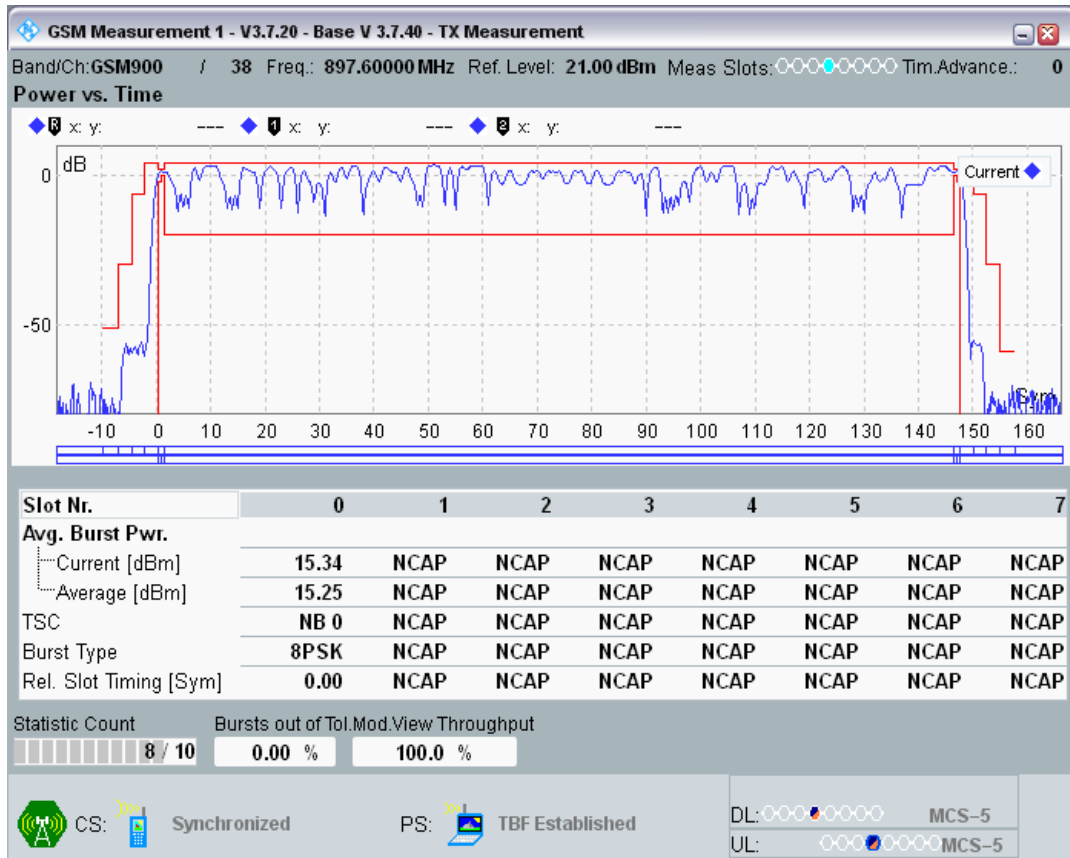 GSM Measurement 1 - V3.7.20 - Base V 3.7.40 - TX Measurement
Band/Ch:GSM900 / 38 Freq.: 897.60000 MHz Ref. Level: 21.00 dBm Meas Slots: Tim.Advance.: 0
Power vs. Time
R x: y: --- 1 x: y: --- 2 x: y: ---
dB
Current
0
-50
Sym
-10 0 10 20 30 40 50 60 70 80 90 100 110 120 130 140 150 160
Slot Nr. 0 1 2 3 4 5 6 7
Avg. Burst Pwr.
Current [dBm] 15.34 NCAP NCAP NCAP NCAP NCAP NCAP NCAP
Average [dBm] 15.25 NCAP NCAP NCAP NCAP NCAP NCAP NCAP
TSC NB 0 NCAP NCAP NCAP NCAP NCAP NCAP NCAP
Burst Type 8PSK NCAP NCAP NCAP NCAP NCAP NCAP NCAP
Rel. Slot Timing [Sym] 0.00 NCAP NCAP NCAP NCAP NCAP NCAP NCAP
Statistic Count Bursts out of Tol.Mod.View Throughput
8 / 10 0.00 % 100.0 %
CS: Synchronized PS: TBF Established
DL: MCS-5
UL: MCS-5